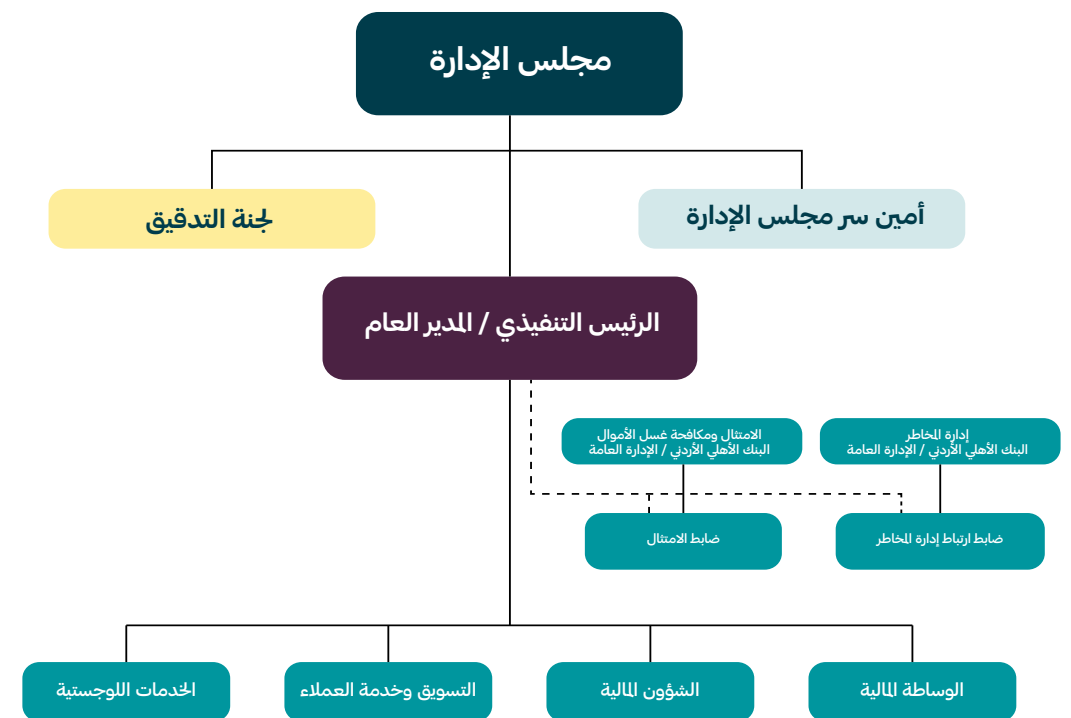 مجلس الإدارة
أمين سر مجلس الإدارة
لجنة التدقيق
الرئيس التنفيذي / المدير العام
إدارة المخاطر
البنك الأهلي الأردني / الإدارة العامة
الامتثال ومكافحة غسل الأموال
البنك الأهلي الأردني / الإدارة العامة
ضابط ارتباط إدارة المخاطر
ضابط الامتثال
الوساطة المالية
الشؤون المالية
التسويق وخدمة العملاء
الخدمات اللوجستية